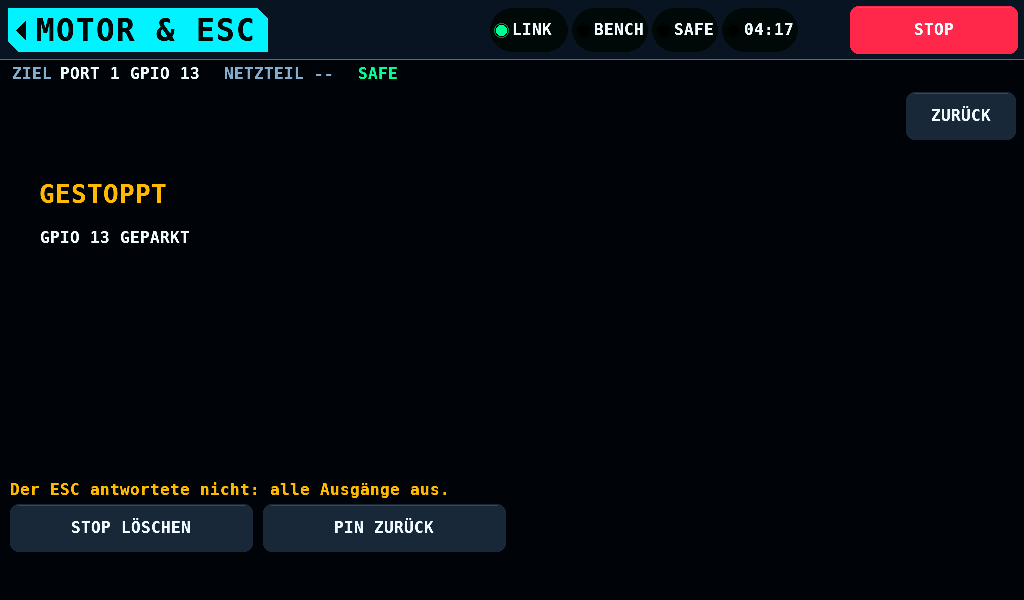 MOTOR & ESC LINK BENCH SAFE 04:17 STOP
ZIEL PORT 1 GPIO 13 NETZTEIL -- SAFE
ZURÜCK
GESTOPPT
GPIO 13 GEPARKT
Der ESC antwortete nicht: alle Ausgänge aus.
STOP LÖSCHEN PIN ZURÜCK